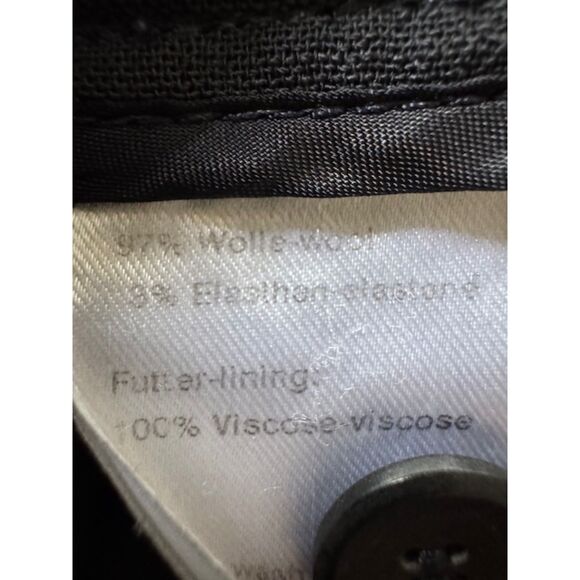 97% Wolle-wool
3% Elasthan-elastane
Futter-lining:
100% Viscose-viscose